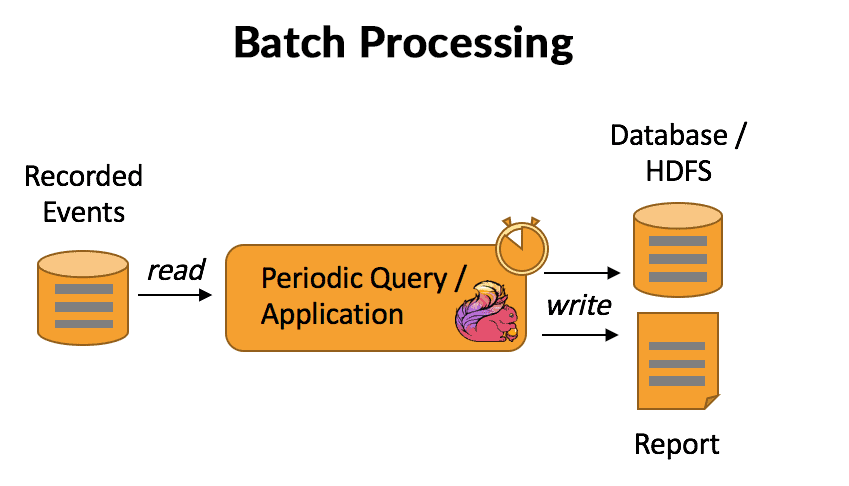 Batch Processing
Recorded
Events
read
Periodic Query /
Application
write
Database /
HDFS
Report